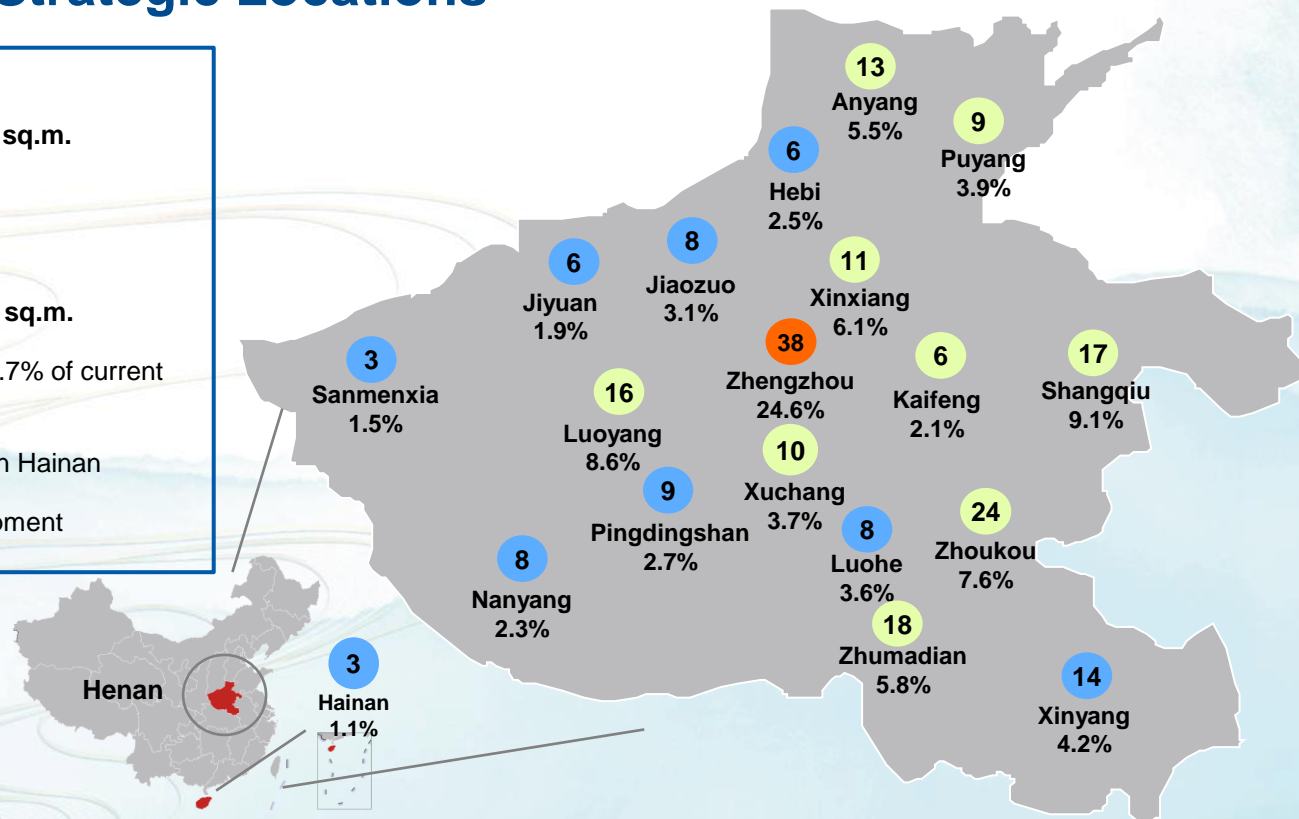 Strategic Locations
sq.m.
sq.m.
.7% of current
Hainan
13
Anyang
5.5%
9
Puyang
3.9%
6
Hebi
2.5%
8
Jiaozuo
3.1%
6
Jiyuan
1.9%
11
Xinxiang
6.1%
3
Sanmenxia
1.5%
38
Zhengzhou
24.6%
6
Kaifeng
2.1%
17
Shangqiu
9.1%
16
Luoyang
8.6%
10
Xuchang
3.7%
9
Pingdingshan
2.7%
8
Luohe
3.6%
24
Zhoukou
7.6%
8
Nanyang
2.3%
18
Zhumadian
5.8%
14
Xinyang
4.2%
Henan
3
Hainan
1.1%